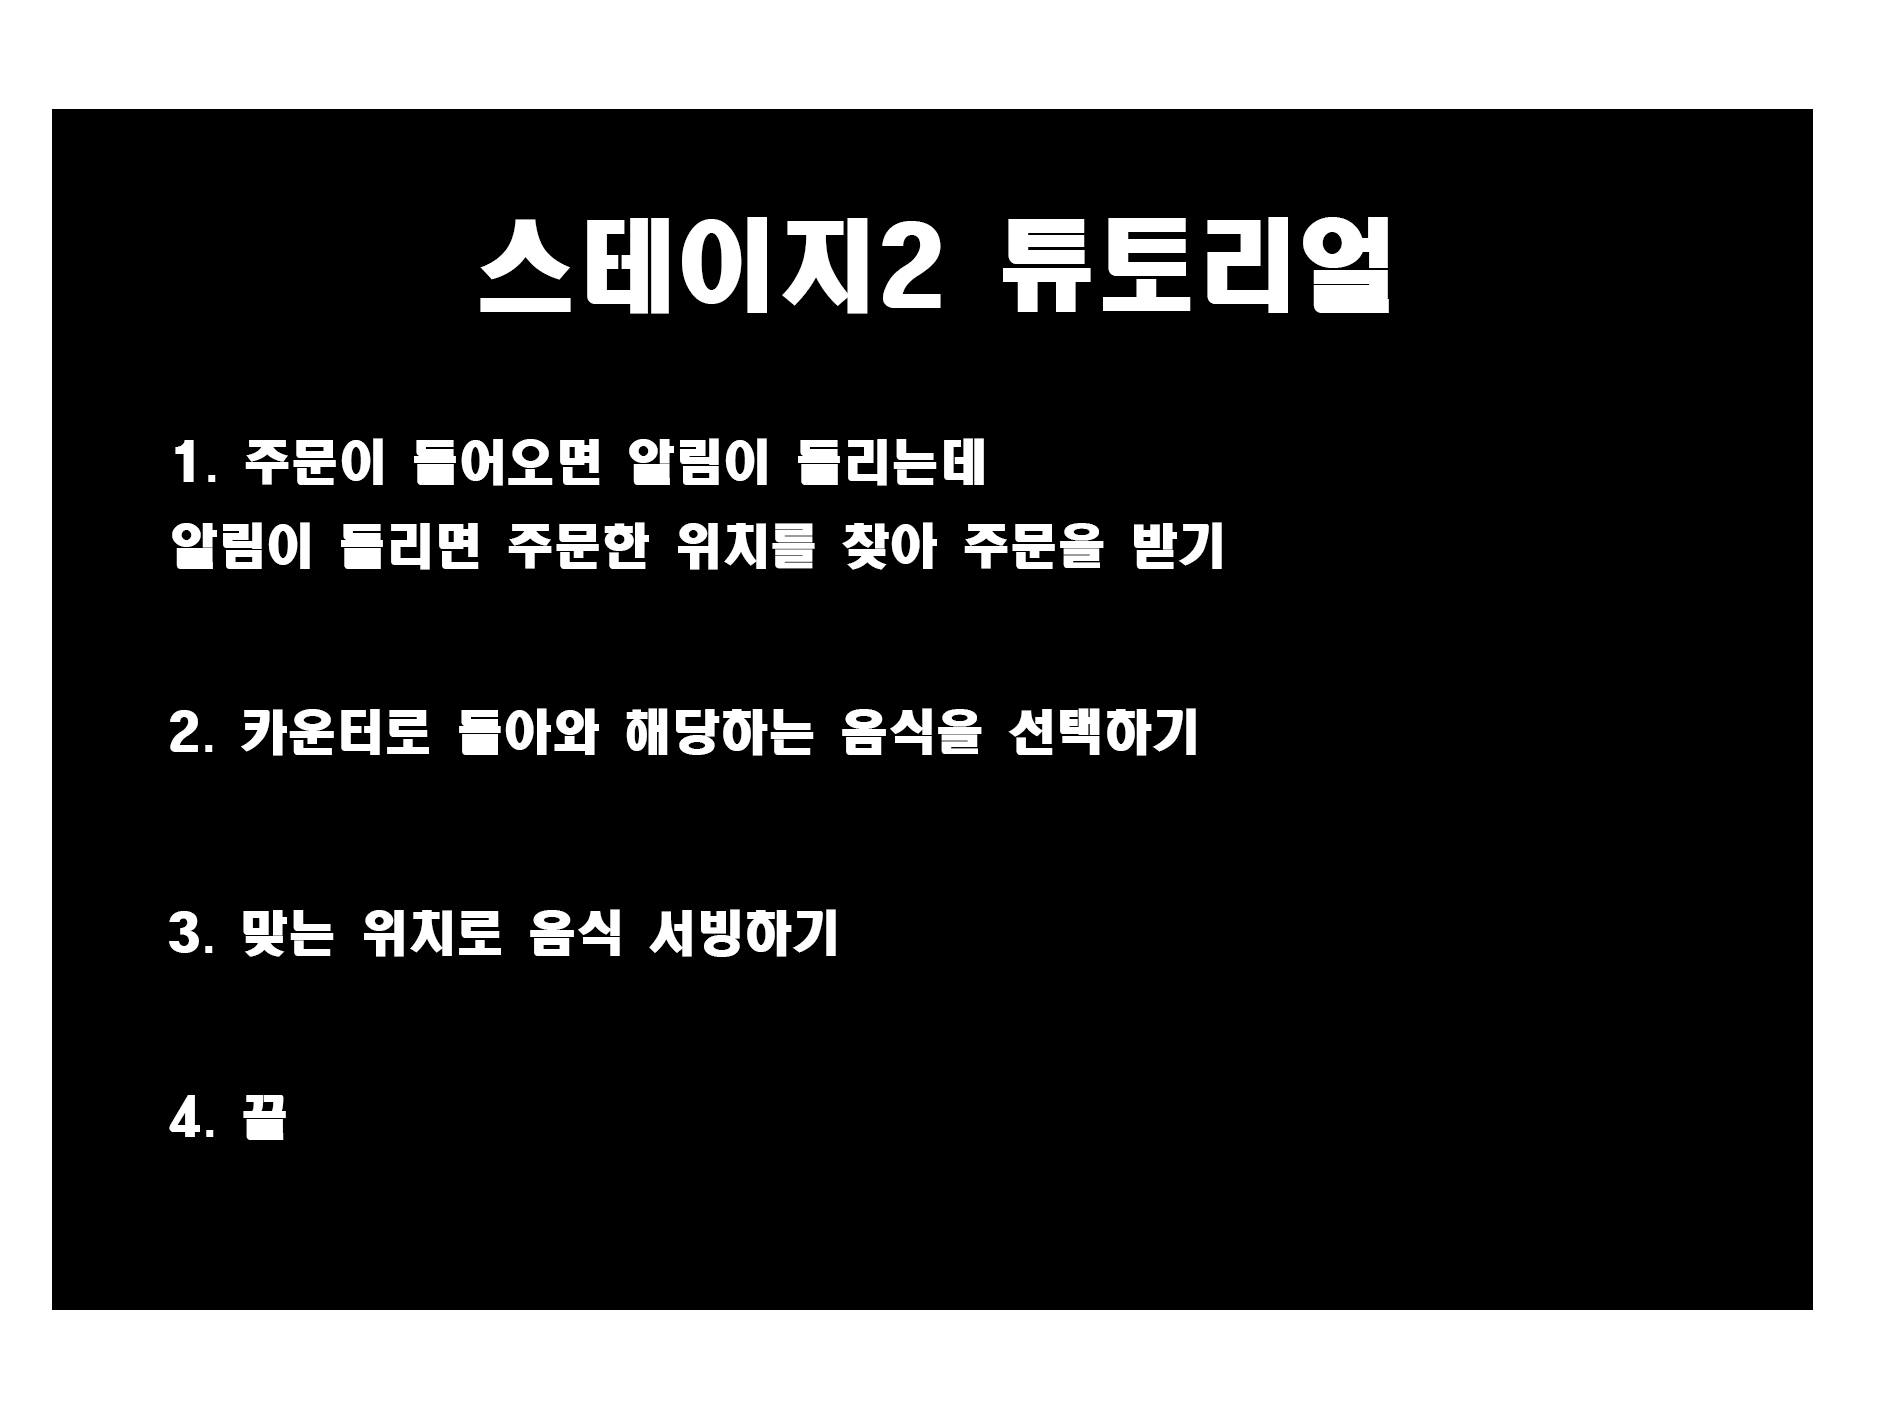 스테이지2 튜토리얼
1. 주문이 들어오면 알림이 들리는데
알림이 들리면 주문한 위치를 찾아 주문을 받기
2. 카운터로 돌아와 해당하는 음식을 선택하기
3. 맞는 위치로 음식 서빙하기
4. 끝